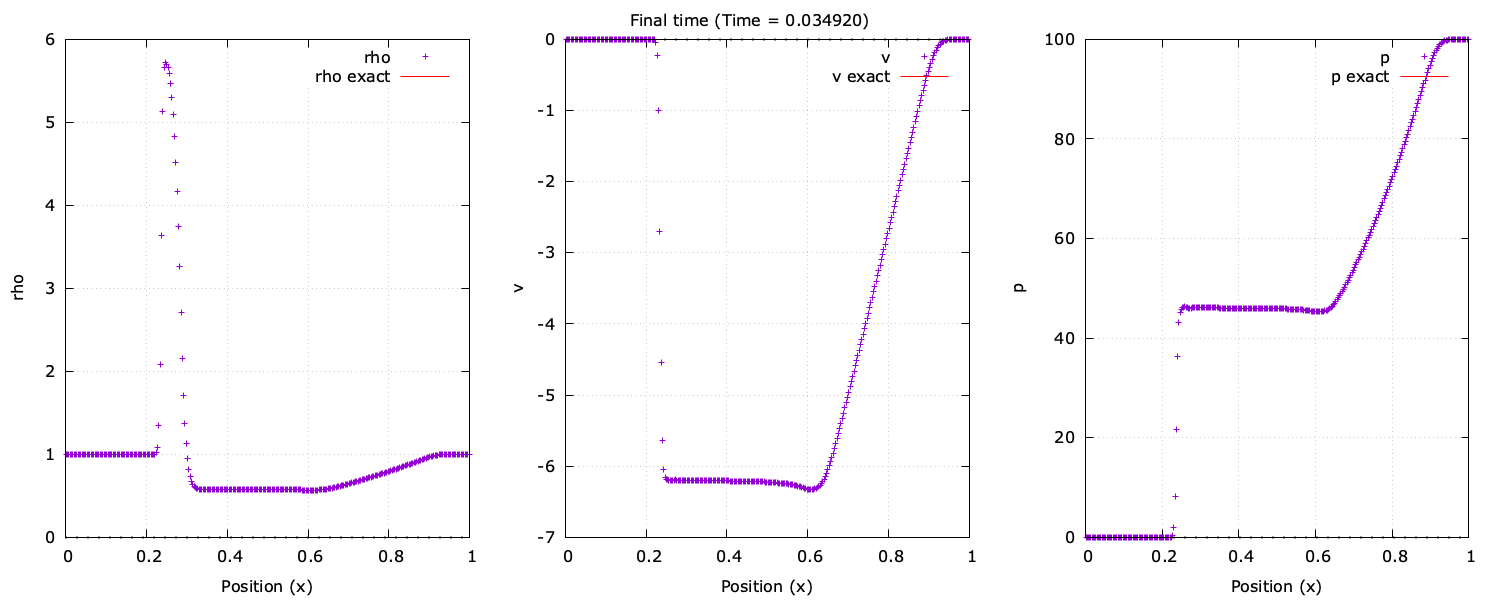 Final time (Time = 0.034920)
rho
rho exact
6
5
4
3
2
1
0
rho
0 0.2 0.4 0.6 0.8 1
Position (x)
v
v exact
0
-1
-2
-3
-4
-5
-6
-7
v
0 0.2 0.4 0.6 0.8 1
Position (x)
p
p exact
100
80
60
40
20
0
p
0 0.2 0.4 0.6 0.8 1
Position (x)